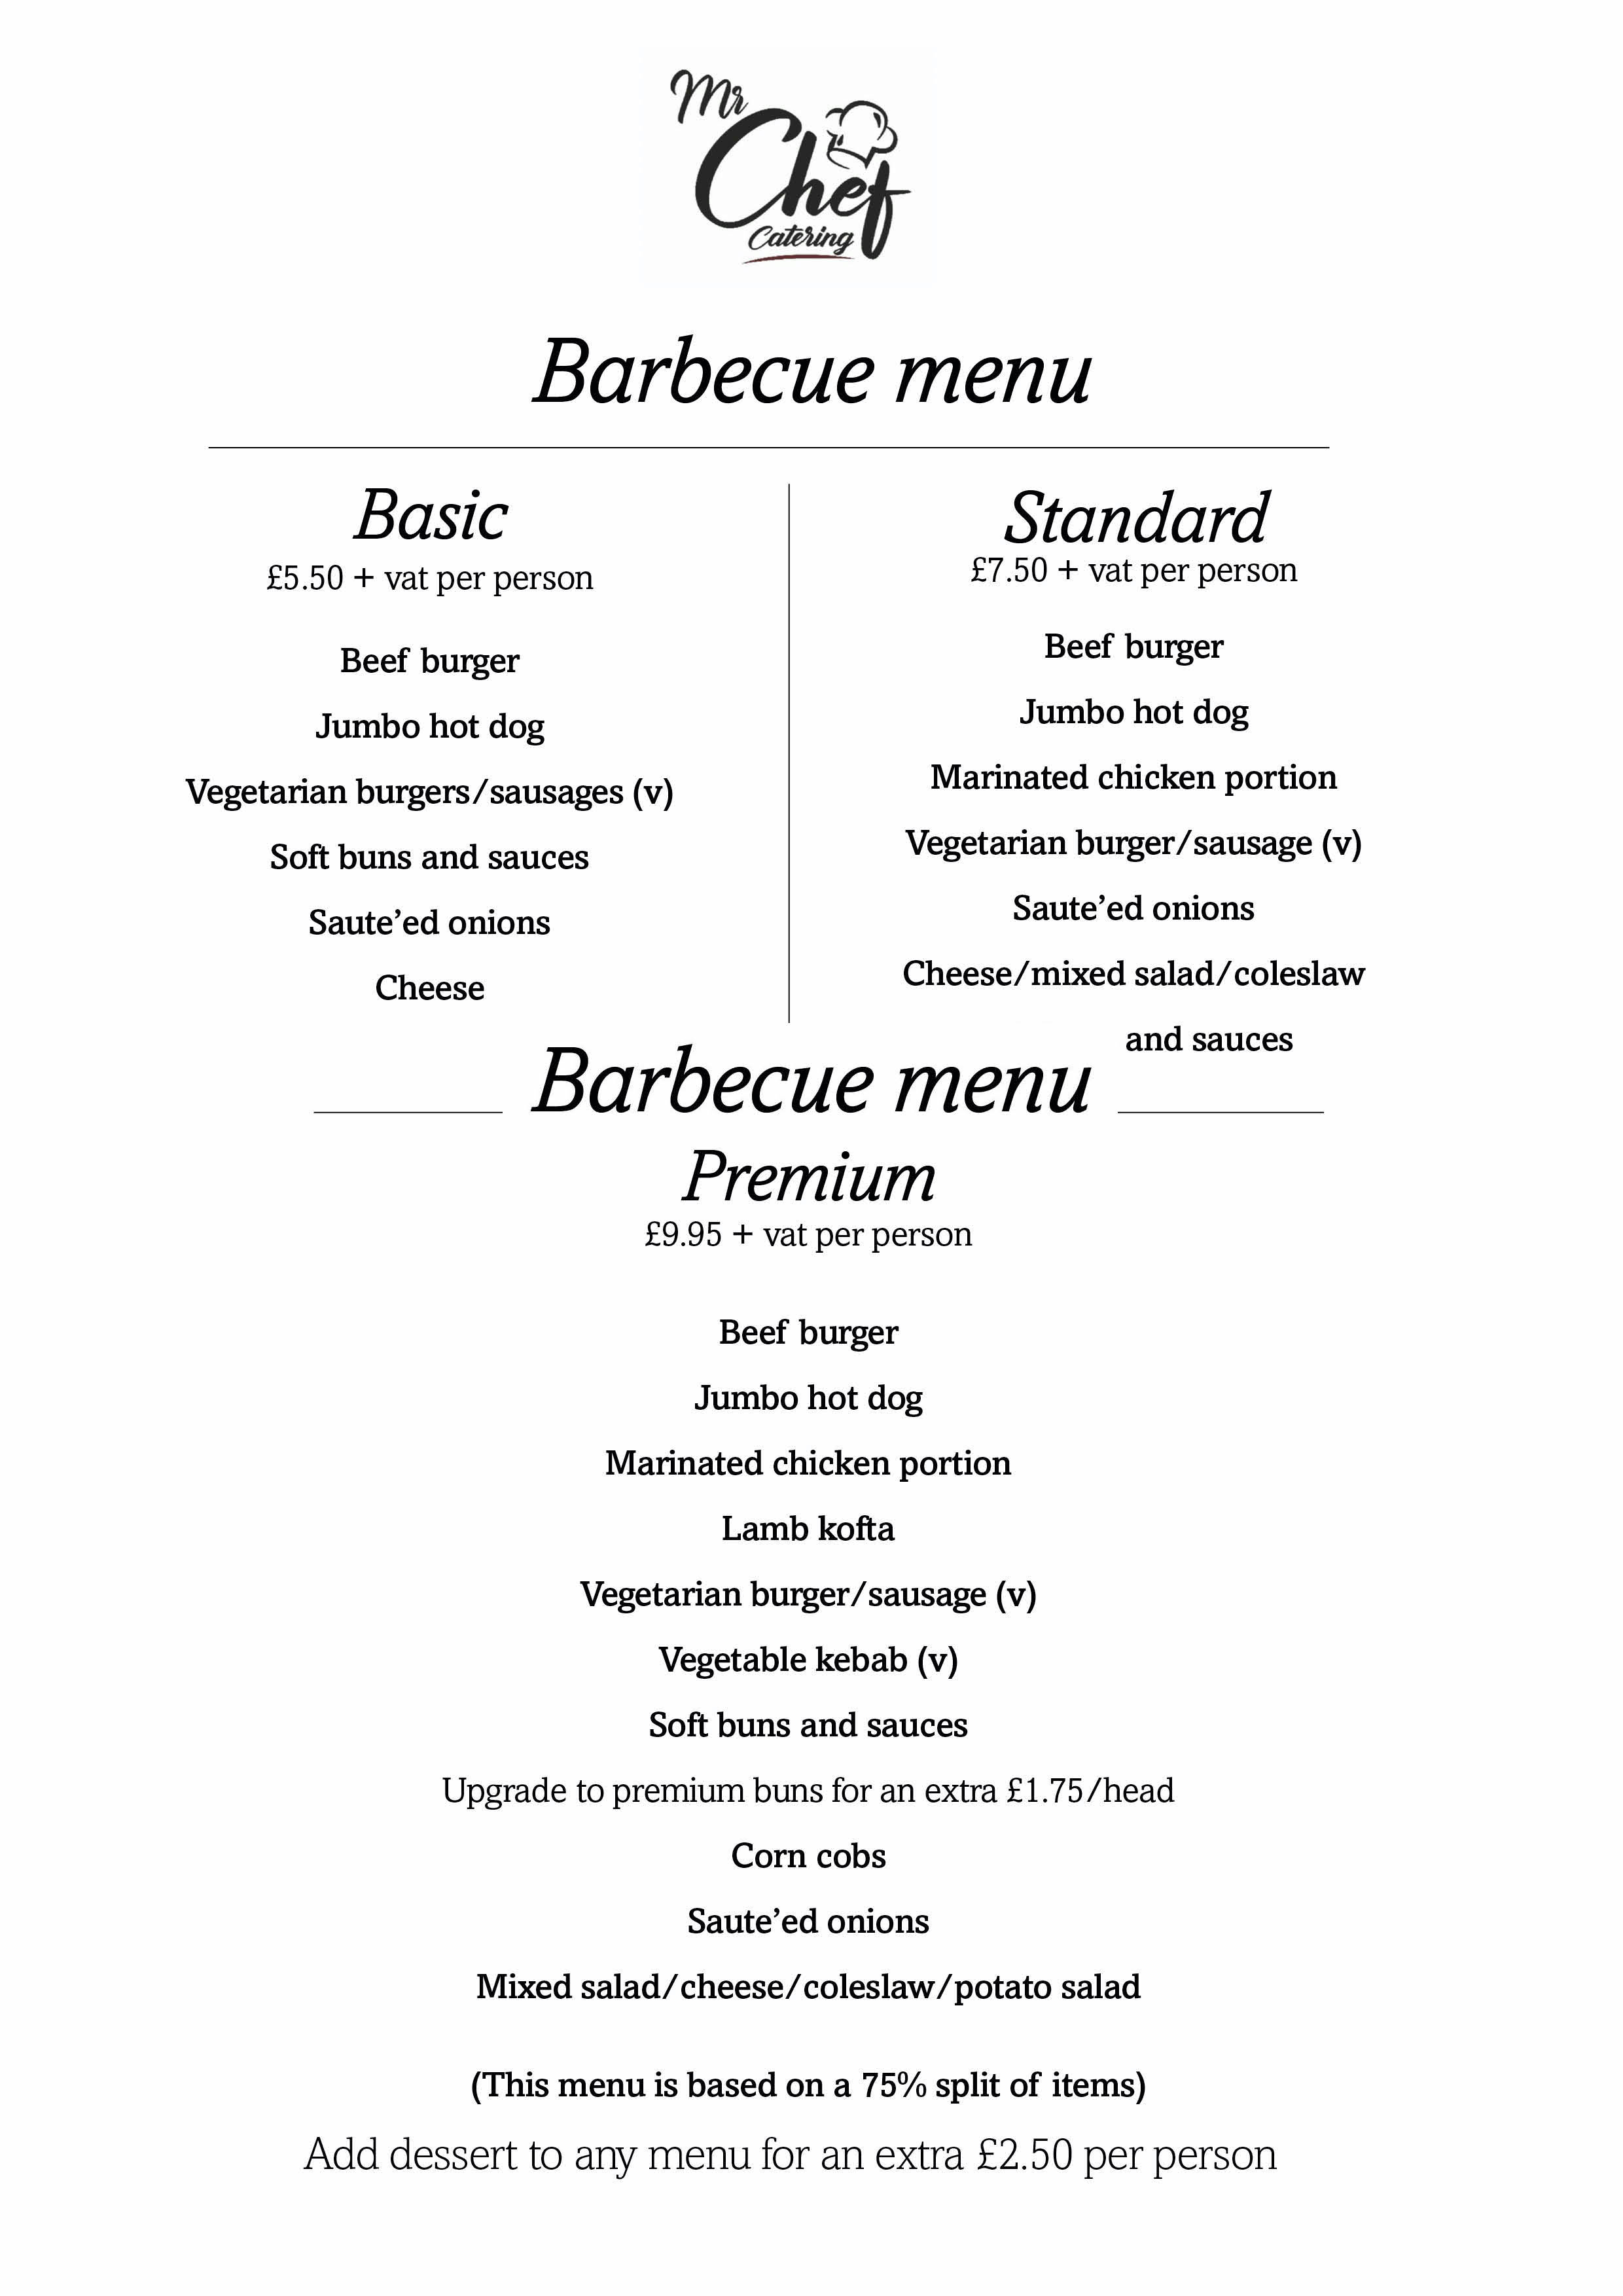 Mr
Chef
Catering
Barbecue menu
Basic
£5.50 + vat per person
Beef burger
Jumbo hot dog
Vegetarian burgers/sausages (v)
Soft buns and sauces
Saute’ed onions
Cheese
Standard
£7.50 + vat per person
Beef burger
Jumbo hot dog
Marinated chicken portion
Vegetarian burger/sausage (v)
Saute’ed onions
Cheese/mixed salad/coleslaw
and sauces
Barbecue menu
Premium
£9.95 + vat per person
Beef burger
Jumbo hot dog
Marinated chicken portion
Lamb kofta
Vegetarian burger/sausage (v)
Vegetable kebab (v)
Soft buns and sauces
Upgrade to premium buns for an extra £1.75/head
Corn cobs
Saute’ed onions
Mixed salad/cheese/coleslaw/potato salad
(This menu is based on a 75% split of items)
Add dessert to any menu for an extra £2.50 per person